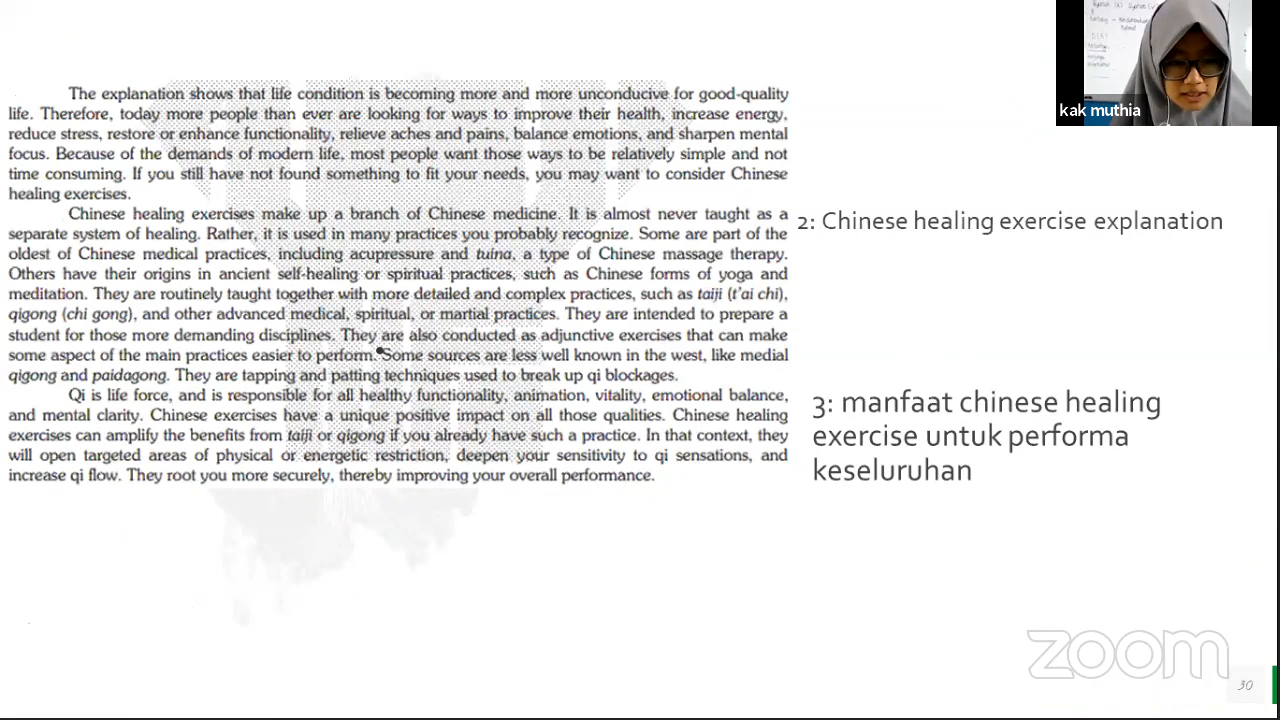 The explanation shows that life condition is becoming more and more unconducive for good-quality
life. Therefore, today more people than ever are looking for ways to improve their health, increase energy,
reduce stress, restore or enhance functionality, relieve aches and pains, balance emotions, and sharpen mental
focus. Because of the demands of modern life, most people want those ways to be relatively simple and not
time consuming. If you still have not found something to fit your needs, you may want to consider Chinese
healing exercises.
Chinese healing exercises make up a branch of Chinese medicine. It is almost never taught as a
separate system of healing. Rather, it is used in many practices you probably recognize. Some are part of the
oldest of Chinese medical practices, including acupressure and tuina, a type of Chinese massage therapy.
Others have their origins in ancient self-healing or spiritual practices, such as Chinese forms of yoga and
meditation. They are routinely taught together with more detailed and complex practices, such as taiji (t'ai chi),
qigong (chi gong), and other advanced medical, spiritual, or martial practices. They are intended to prepare a
student for those more demanding disciplines. They are also conducted as adjunctive exercises that can make
some aspect of the main practices easier to perform. Some sources are less well known in the west, like medial
qigong and paidagong. They are tapping and patting techniques used to break up qi blockages.
Qi is life force, and is responsible for all healthy functionality, animation, vitality, emotional balance,
and mental clarity. Chinese exercises have a unique positive impact on all those qualities. Chinese healing
exercises can amplify the benefits from taiji or qigong if you already have such a practice. In that context, they
will open targeted areas of physical or energetic restriction, deepen your sensitivity to qi sensations, and
increase qi flow. They root you more securely, thereby improving your overall performance.
2: Chinese healing exercise explanation
3: manfaat chinese healing
exercise untuk performa
keseluruhan
kak muthia
zoom
30